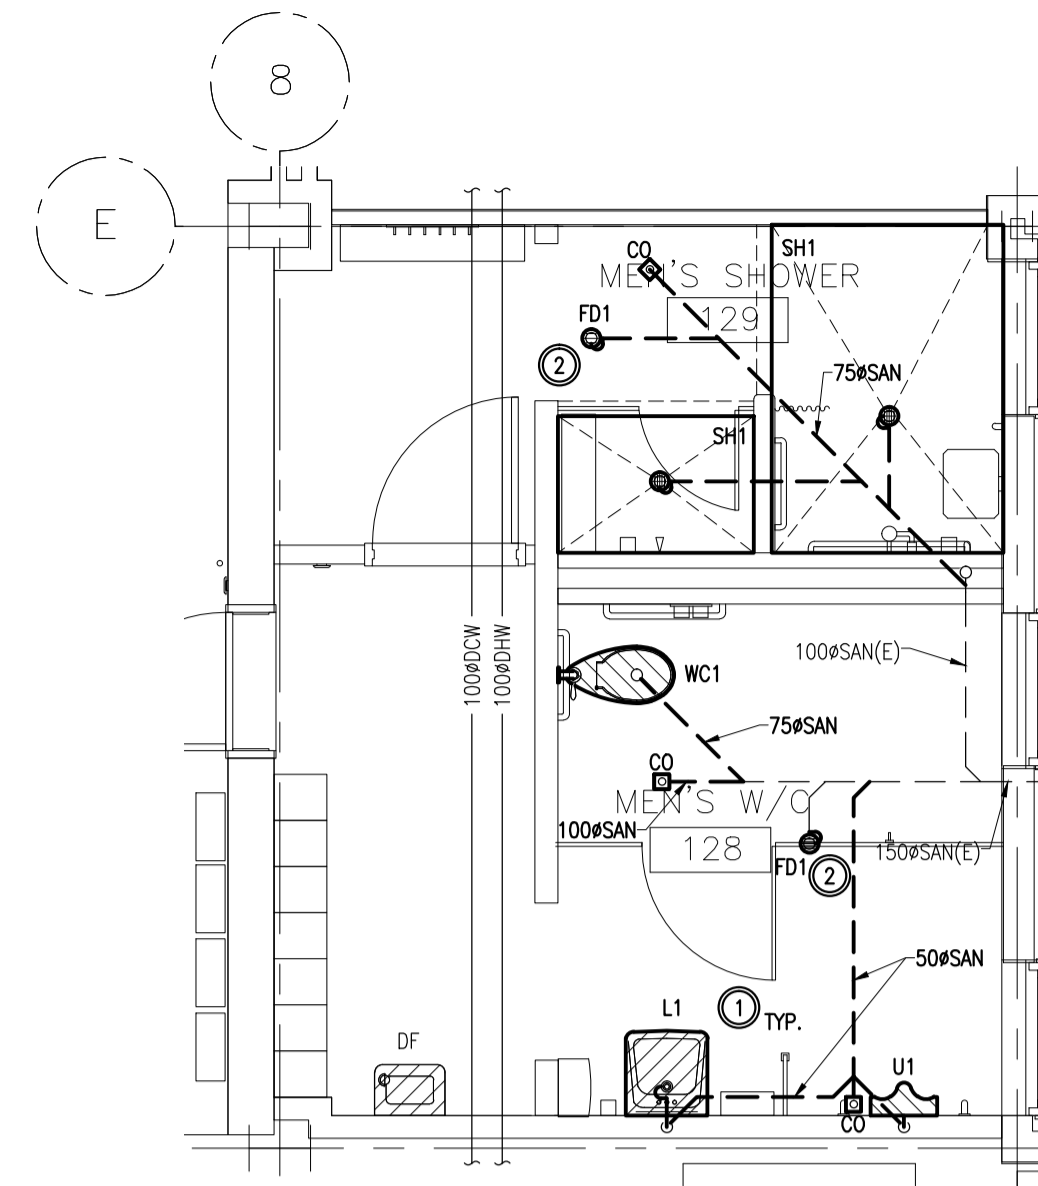 8
E
CO
SH1
MEN'S SHOWER
FD1
129
2
75øSAN
SH1
100øDCW
100øDHW
100øSAN(E)
WC1
75øSAN
CO
MEN'S W/C
100øSAN
128
150øSAN(E)
FD1
2
50øSAN
1
TYP.
L1
DF
U1
CO